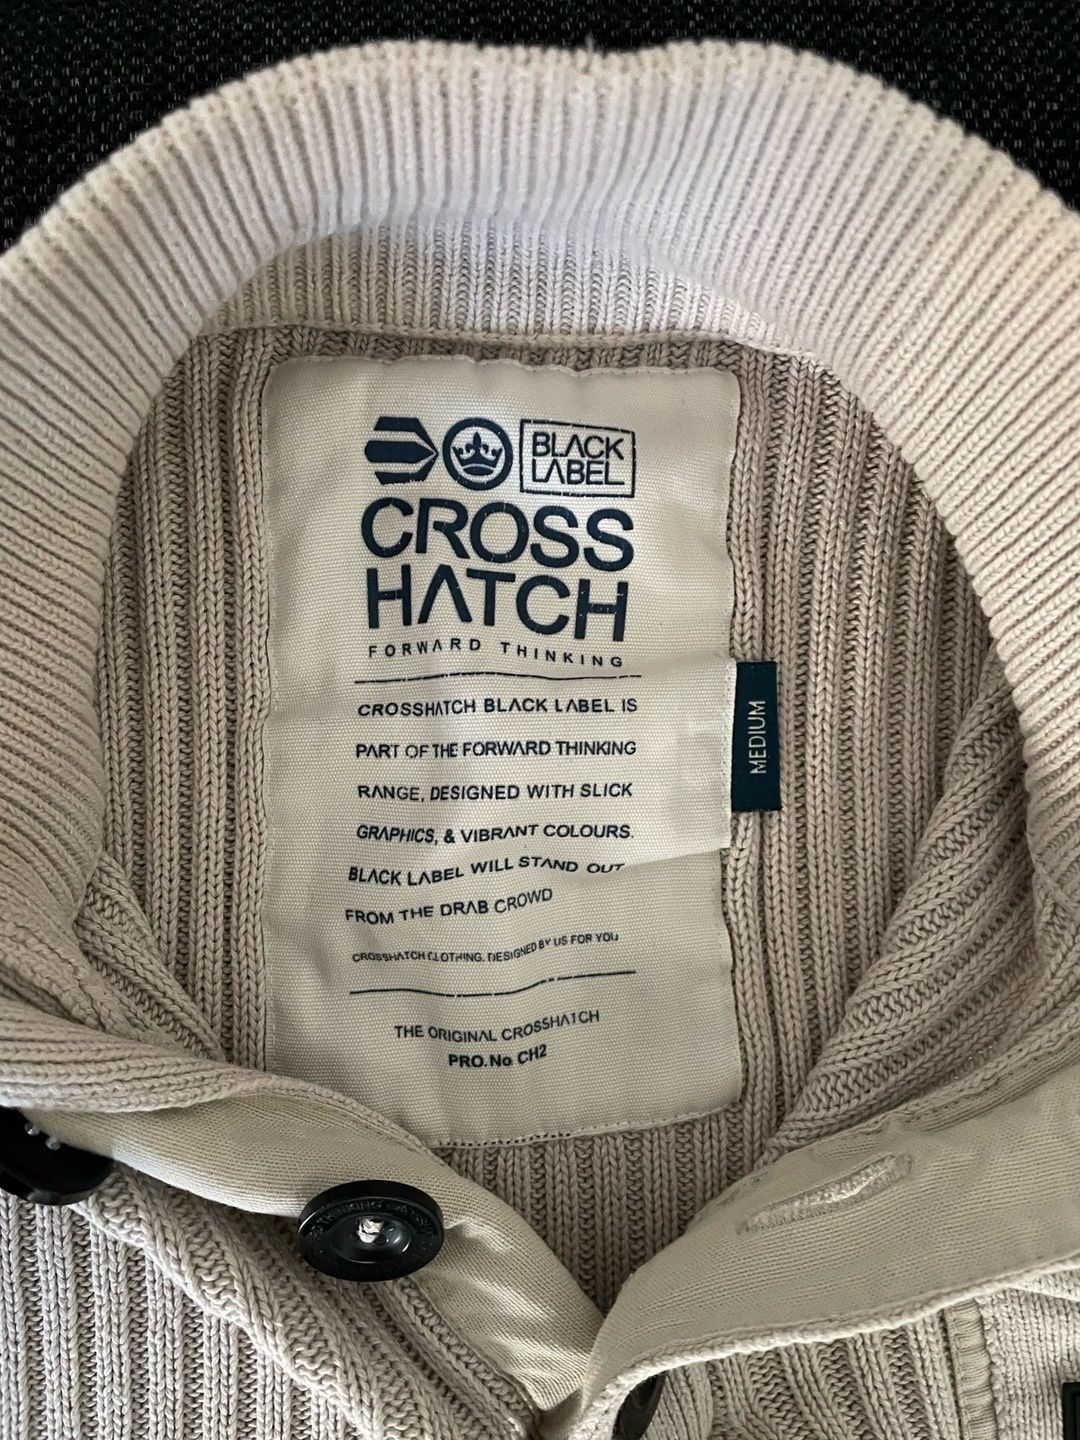 BLACK
LABEL
CROSS
HATCH
FORWARD THINKING
CROSSHATCH BLACK LABEL IS
PART OF THE FORWARD THINKING
RANGE, DESIGNED WITH SLICK
GRAPHICS, & VIBRANT COLOURS.
BLACK LABEL WILL STAND OUT
FROM THE DRAB CROWD
CROSSHATCH CLOTHING. DESIGNED BY US FOR YOU
THE ORIGINAL CROSSHATCH
PRO.No CH2
MEDIUM
THINKING